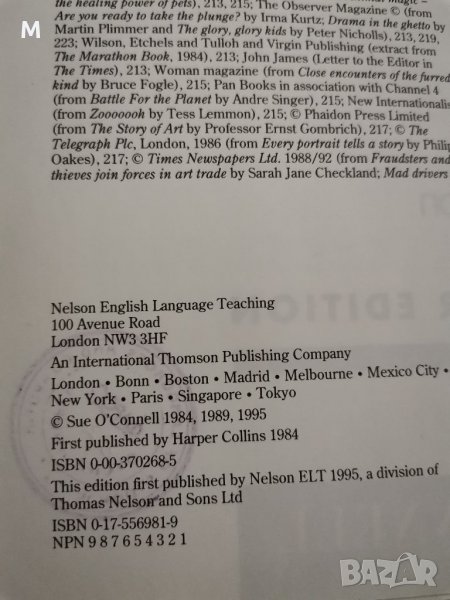 M
the healing power of pets), 213, 215; The Observer Magazine © (from
Are you ready to take the plunge? by Irma Kurtz; Drama in the ghetto by
Martin Plimmer and The glory, glory kids by Peter Nicholls), 213, 219,
223; Wilson, Etchels and Tulloh and Virgin Publishing (extract from
The Marathon Book, 1984), 213; John James (Letter to the Editor in
The Times), 213; Woman magazine (from Close encounters of the furred
kind by Bruce Fogle), 215; Pan Books in association with Channel 4
(from Battle For the Planet by Andre Singer), 215; New Internationalis
(from Zooooooh by Tess Lemmon), 215; © Phaidon Press Limited
(from The Story of Art by Professor Ernst Gombrich), 217; © The
Telegraph Plc, London, 1986 (from Every portrait tells a story by Philip
Oakes), 217; © Times Newspapers Ltd. 1988/92 (from Fraudsters and
thieves join forces in art trade by Sarah Jane Checkland; Mad drivers
Nelson English Language Teaching
100 Avenue Road
London NW3 3HF
An International Thomson Publishing Company
London • Bonn • Boston • Madrid • Melbourne • Mexico City •
New York • Paris • Singapore • Tokyo
© Sue O'Connell 1984, 1989, 1995
First published by Harper Collins 1984
ISBN 0-00-370268-5
This edition first published by Nelson ELT 1995, a division of
Thomas Nelson and Sons Ltd
ISBN 0-17-556981-9
NPN 9 8 7 6 5 4 3 2 1
BAZAR